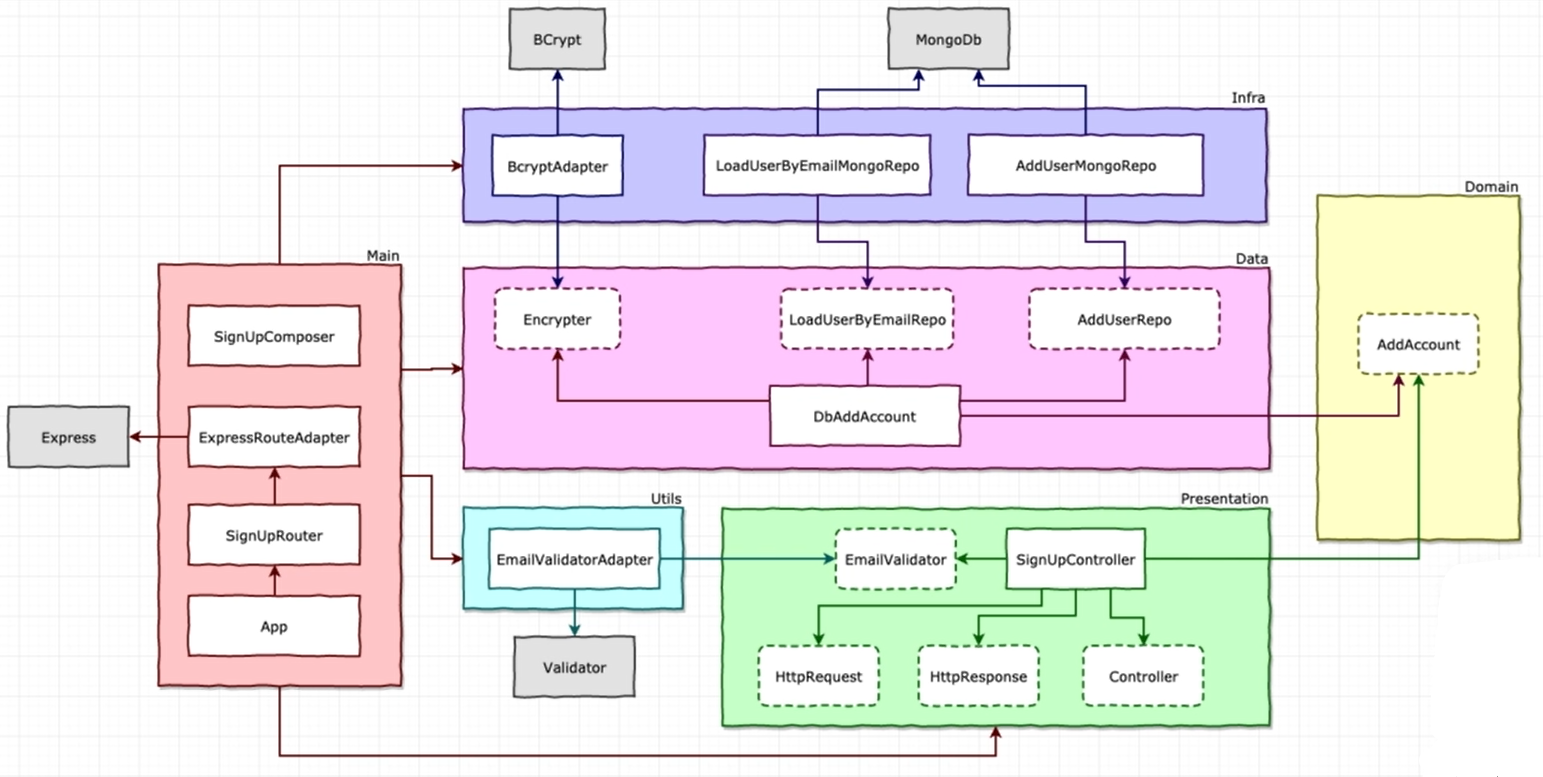 BCrypt
MongoDb
Infra
BcryptAdapter
LoadUserByEmailMongoRepo
AddUserMongoRepo
Domain
Main
Data
SignUpComposer
Encrypter
LoadUserByEmailRepo
AddUserRepo
AddAccount
DbAddAccount
Express
ExpressRouteAdapter
Utils
Presentation
SignUpRouter
EmailValidatorAdapter
EmailValidator
SignUpController
App
Validator
HttpRequest
HttpResponse
Controller